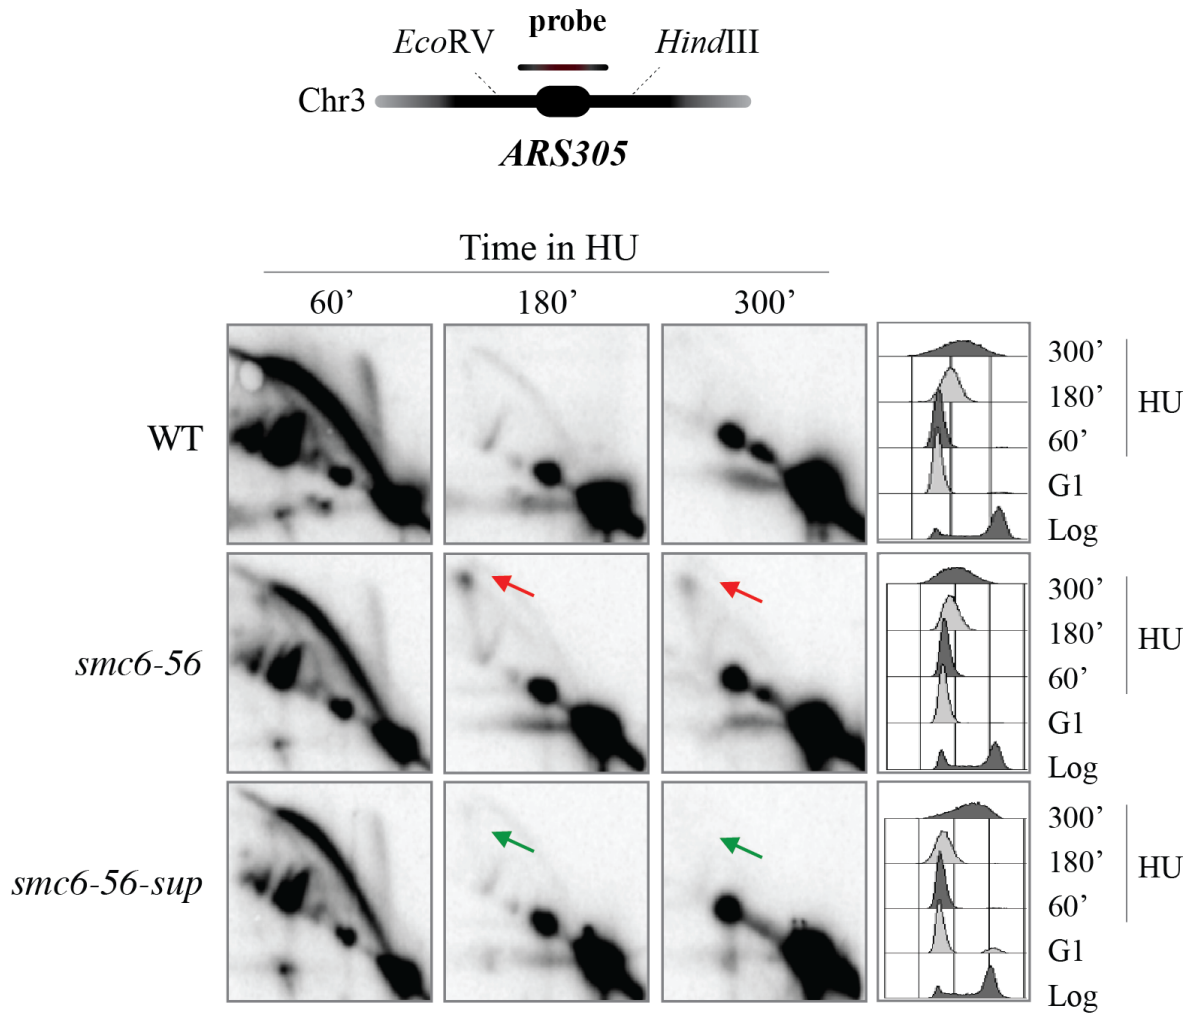 probe
EcoRV
HindIII
Chr3
ARS305
Time in HU
60’
180’
300’
WT
300’
180’
60’
G1
Log
HU
smc6-56
300’
180’
60’
G1
Log
HU
smc6-56-sup
300’
180’
60’
G1
Log
HU